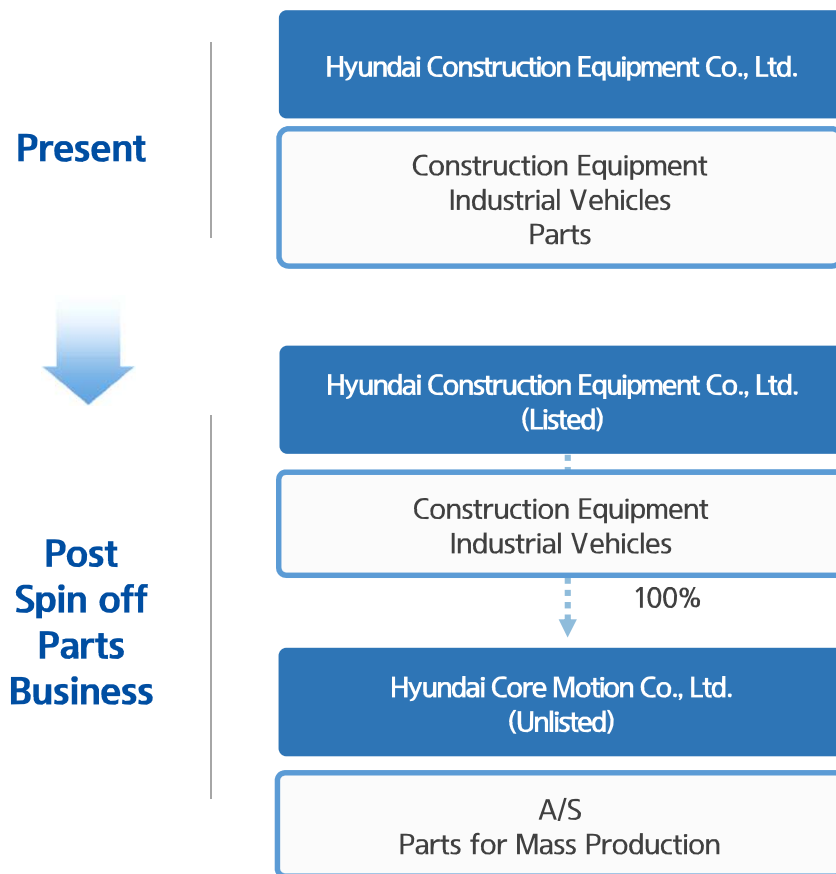 Present
Hyundai Construction Equipment Co., Ltd.
Construction Equipment
Industrial Vehicles
Parts
Post
Spin off
Parts
Business
Hyundai Construction Equipment Co., Ltd.
(Listed)
Construction Equipment
Industrial Vehicles
100%
Hyundai Core Motion Co., Ltd.
(Unlisted)
A/S
Parts for Mass Production